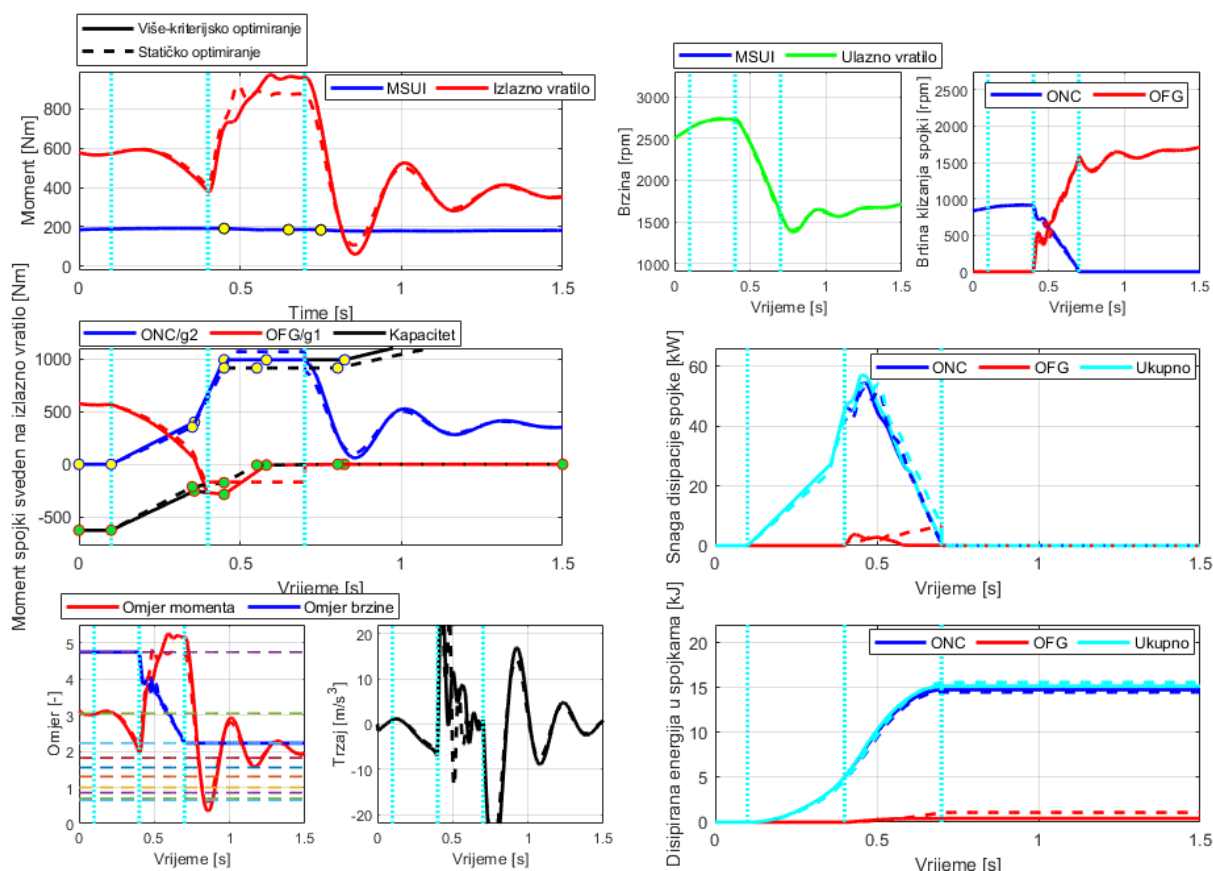 Više-kriterijsko optimiranje
Statičko optimiranje
MSUI Izlazno vratilo
Moment [Nm]
800
600
400
200
0
0 0.5 1 1.5
Time [s]
MSUI Ulazno vratilo
Brzina [rpm]
3000
2500
2000
1500
1000
0 0.5 1 1.5
Vrijeme [s]
ONC OFG
Brtina klizanja spojki [rpm]
2500
2000
1500
1000
500
0
0 0.5 1 1.5
Vrijeme [s]
Moment spojki sveden na izlazno vratilo [Nm]
ONC/g2 OFG/g1 Kapacitet
1000
500
0
-500
0 0.5 1 1.5
Vrijeme [s]
ONC OFG Ukupno
Snaga disipacije spojke [kW]
60
40
20
0
0 0.5 1 1.5
Vrijeme [s]
Omjer momenta Omjer brzine
Omjer [-]
5
4
3
2
1
0
0 0.5 1 1.5
Vrijeme [s]
Trzaj [m/s³]
20
10
0
-10
-20
0 0.5 1 1.5
Vrijeme [s]
ONC OFG Ukupno
Disipirana energija u spojkama [kJ]
20
15
10
5
0
0 0.5 1 1.5
Vrijeme [s]